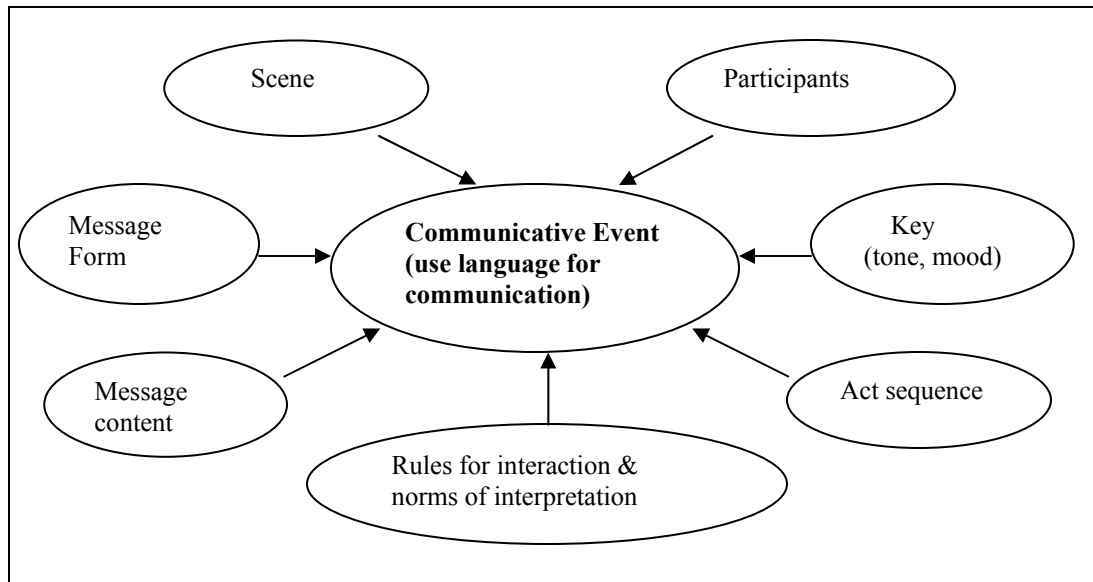 Scene
Participants
Message
Form
Communicative Event
(use language for
communication)
Key
(tone, mood)
Message
content
Act sequence
Rules for interaction &
norms of interpretation